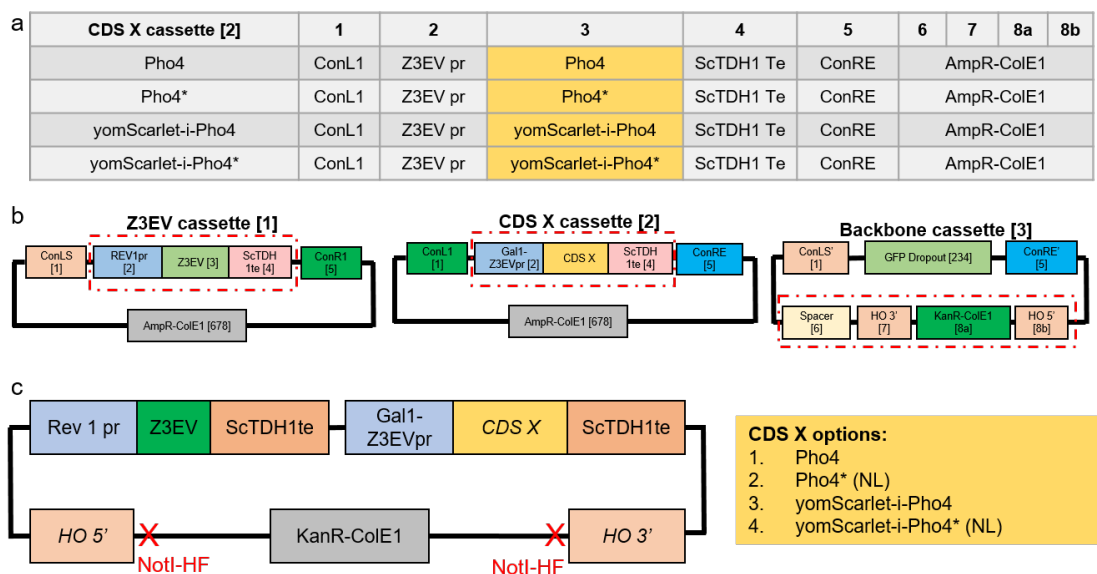 a
CDS X cassette [2] 1 2 3 4 5 6 7 8a 8b
Pho4 ConL1 Z3EV pr Pho4 ScTDH1 Te ConRE AmpR-ColE1
Pho4* ConL1 Z3EV pr Pho4* ScTDH1 Te ConRE AmpR-ColE1
yomScarlet-i-Pho4 ConL1 Z3EV pr yomScarlet-i-Pho4 ScTDH1 Te ConRE AmpR-ColE1
yomScarlet-i-Pho4* ConL1 Z3EV pr yomScarlet-i-Pho4* ScTDH1 Te ConRE AmpR-ColE1
b
Z3EV cassette [1]
ConLS
[1]
REV1pr
[2]
Z3EV [3]
ScTDH
1te [4]
ConR1
[5]
AmpR-ColE1 [678]
CDS X cassette [2]
ConL1
[1]
Gal1-
Z3EVpr [2]
CDS X
ScTDH
1te [4]
ConRE
[5]
AmpR-ColE1 [678]
Backbone cassette [3]
ConLS'
[1]
GFP Dropout [234]
ConRE'
[5]
Spacer
[6]
HO 3'
[7]
KanR-ColE1
[8a]
HO 5'
[8b]
c
Rev 1 pr
Z3EV
ScTDH1te
Gal1-
Z3EVpr
CDS X
ScTDH1te
HO 5'
NotI-HF
KanR-ColE1
NotI-HF
HO 3'
CDS X options:
1. Pho4
2. Pho4* (NL)
3. yomScarlet-i-Pho4
4. yomScarlet-i-Pho4* (NL)